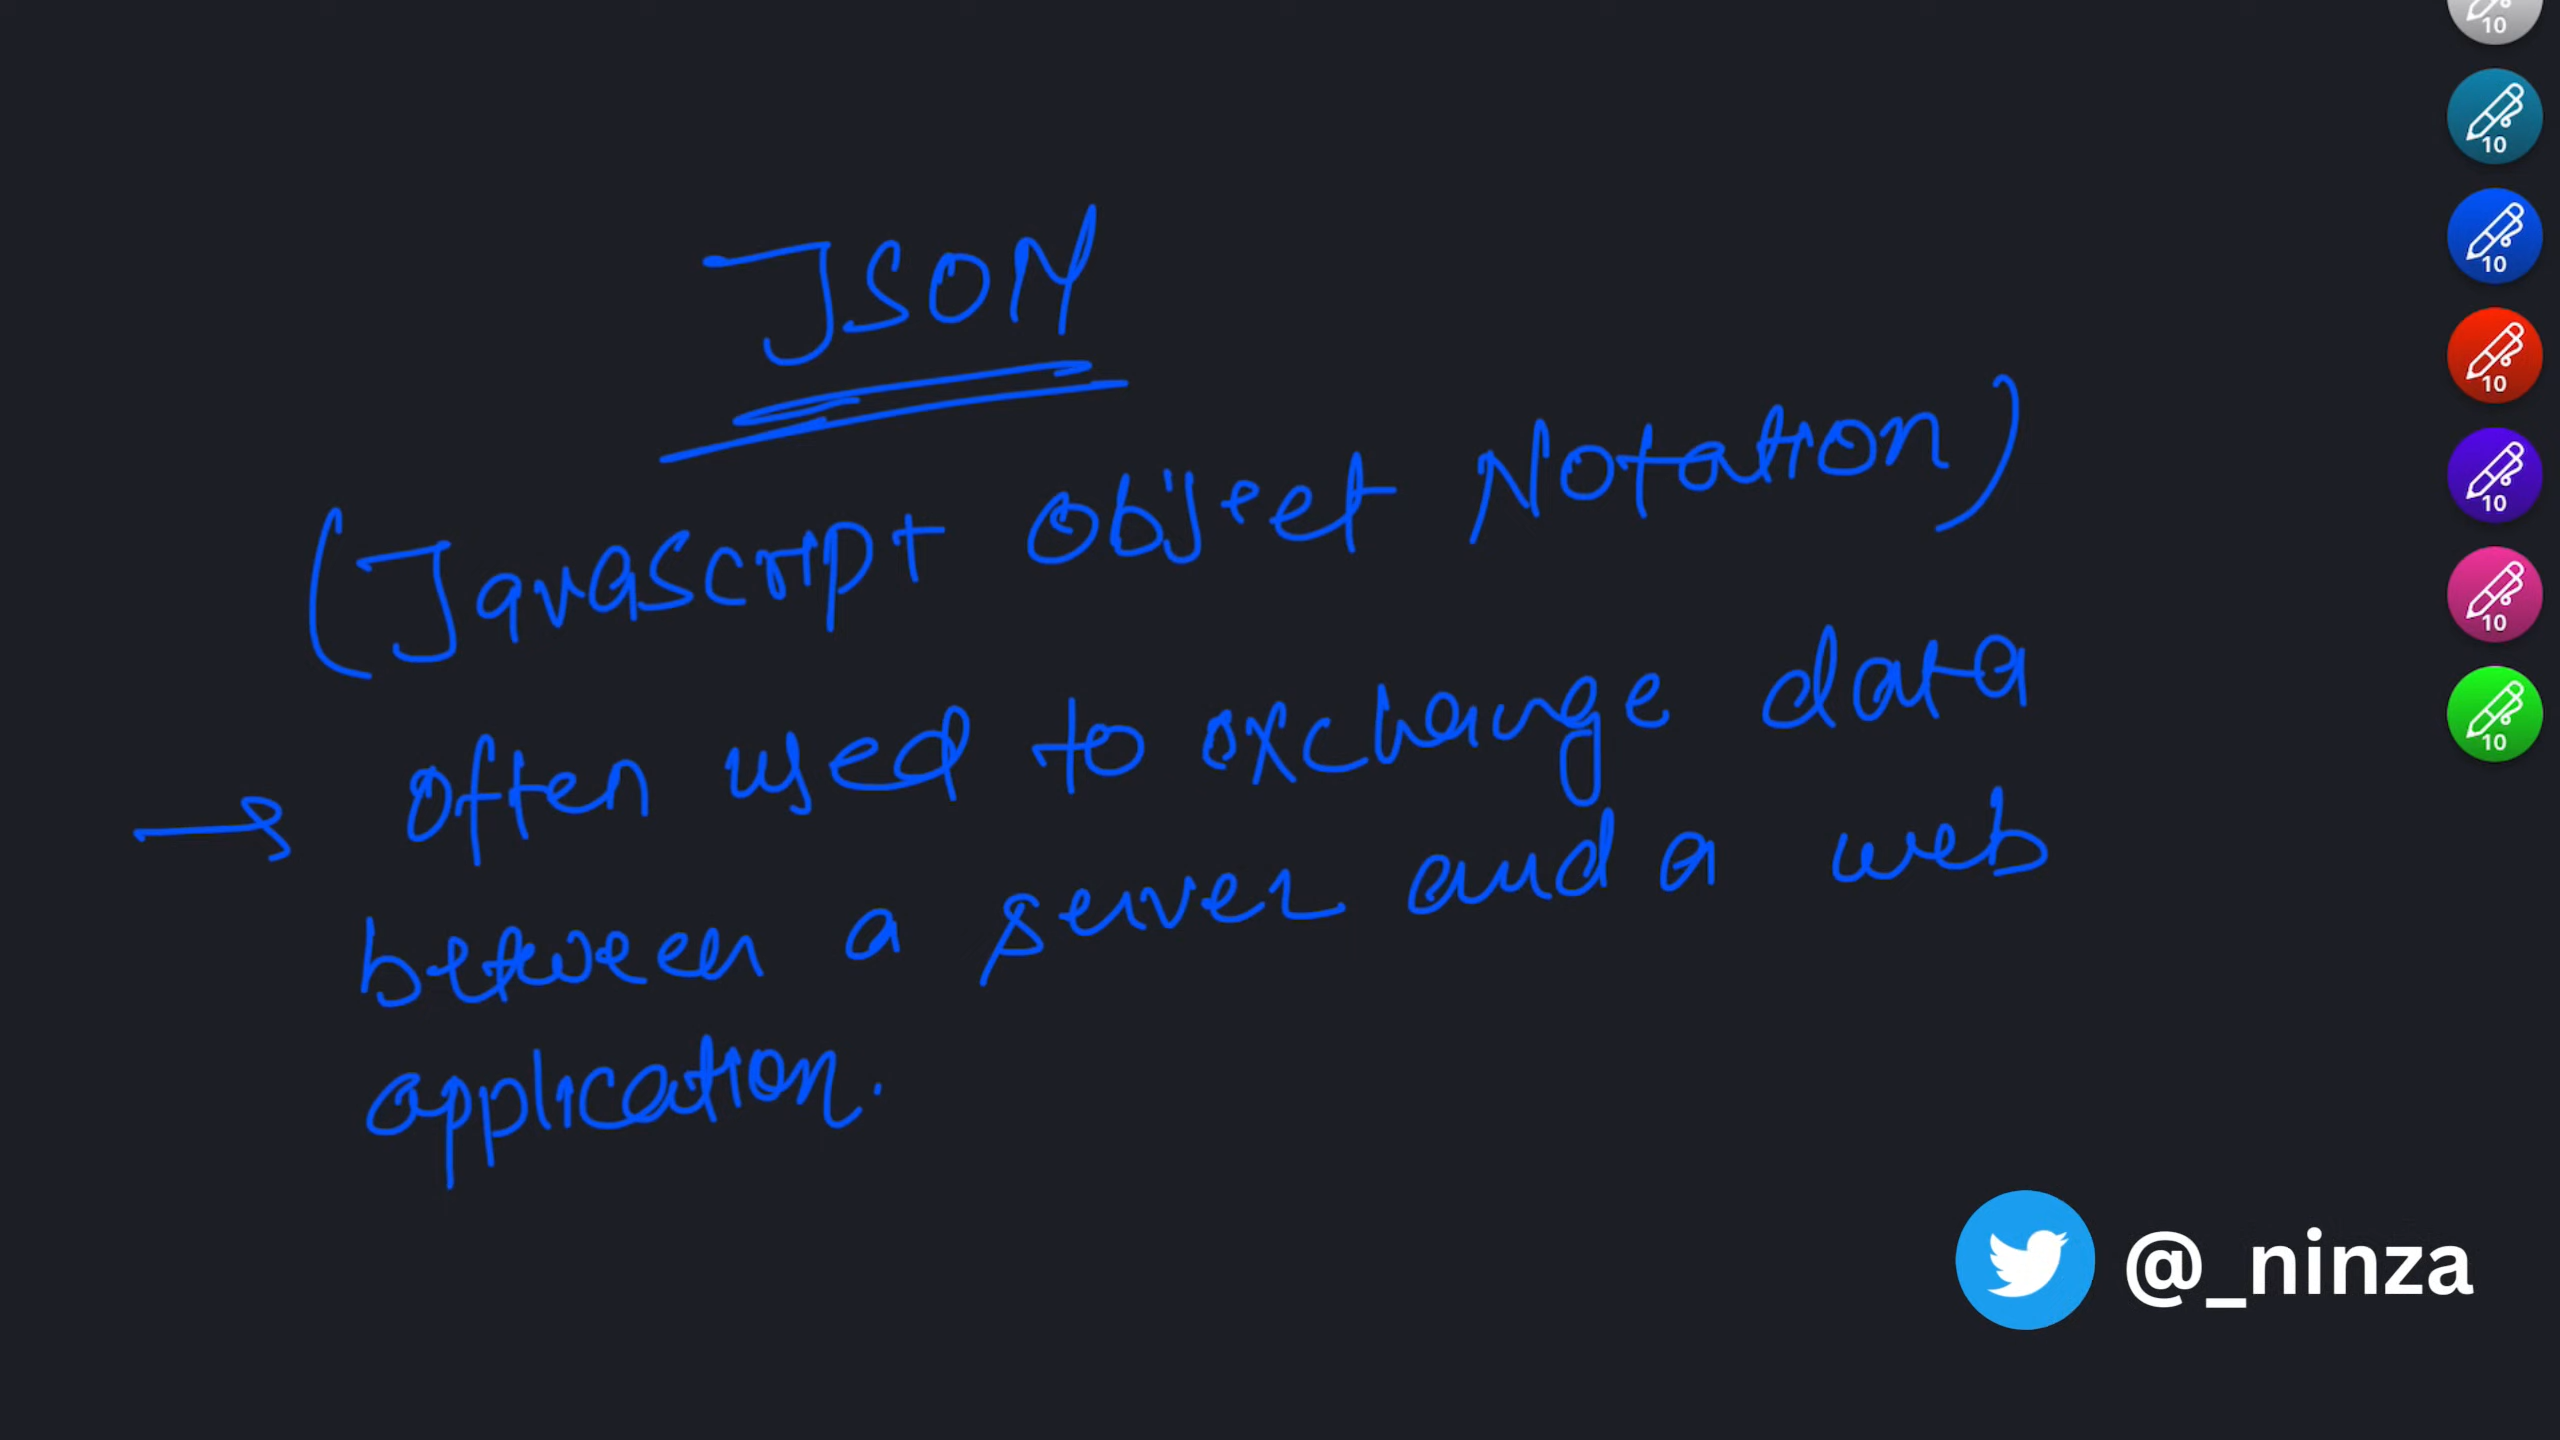 10
10
10
10
10
10
10
JSON
(Javascript Object Notation)
→ often used to exchange data
between a server and a web
application.
@_ninza